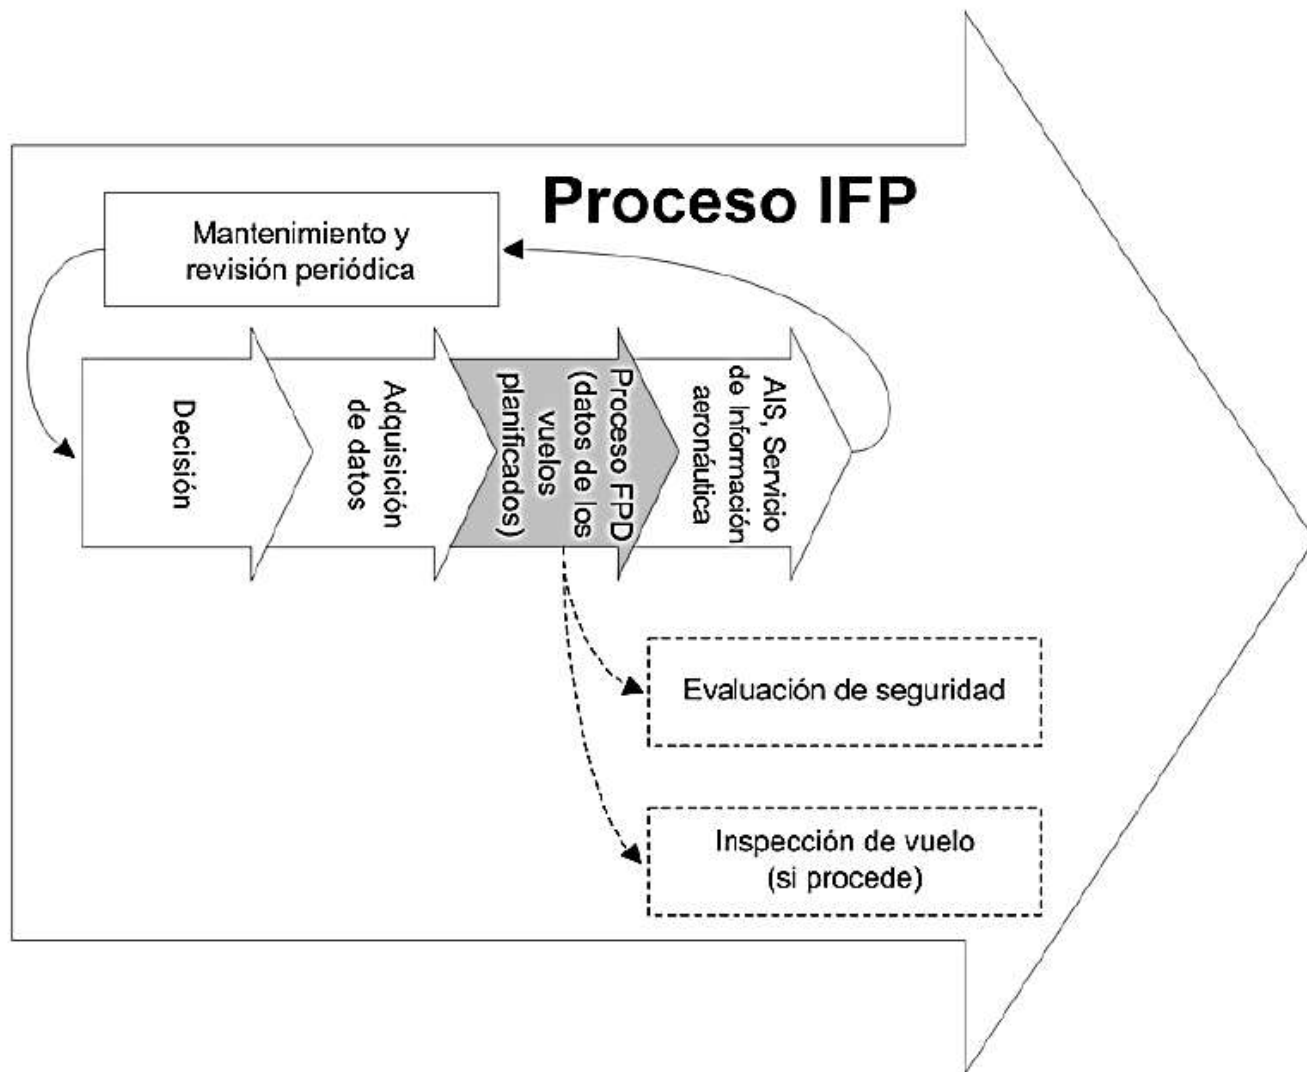 Proceso IFP
Mantenimiento y
revisión periódica
Decisión
Adquisición
de datos
Proceso FPD
(datos de los
vuelos
planificados)
AIS, Servicio
de Información
aeronáutica
Evaluación de seguridad
Inspección de vuelo
(si procede)